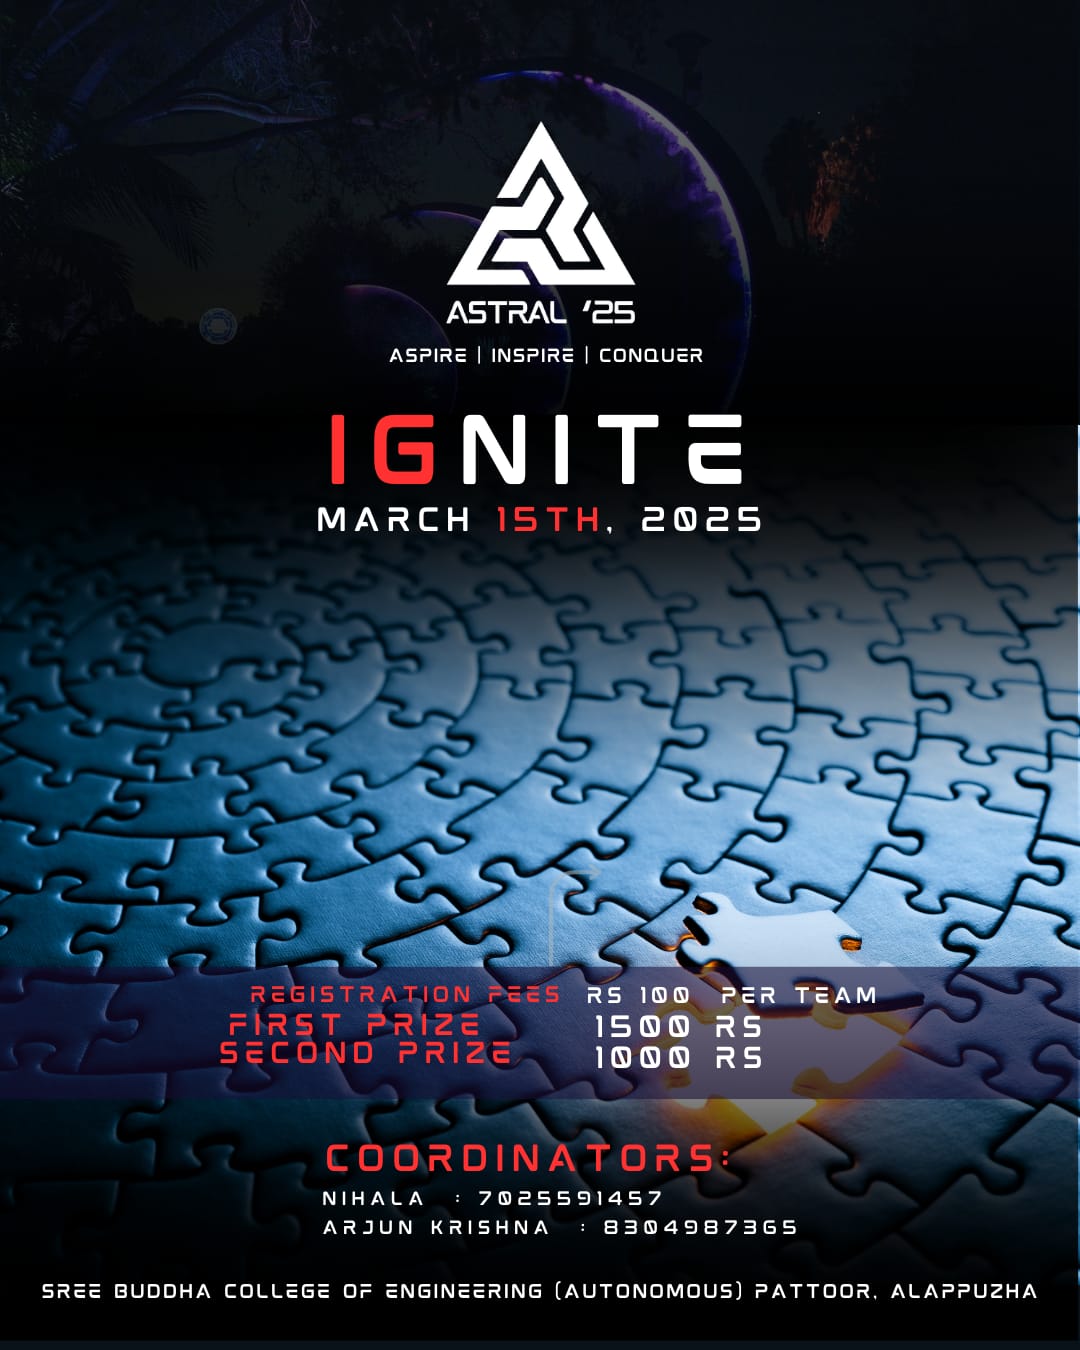 ASTRAL '25
ASPIRE | INSPIRE | CONQUER
IGNITE
MARCH 15TH, 2025
REGISTRATION FEES RS 100 PER TEAM
FIRST PRIZE 1500 RS
SECOND PRIZE 1000 RS
COORDINATORS:
NIHALA : 7025591457
ARJUN KRISHNA : 8304987365
SREE BUDDHA COLLEGE OF ENGINEERING (AUTONOMOUS) PATTOOR, ALAPPUZHA